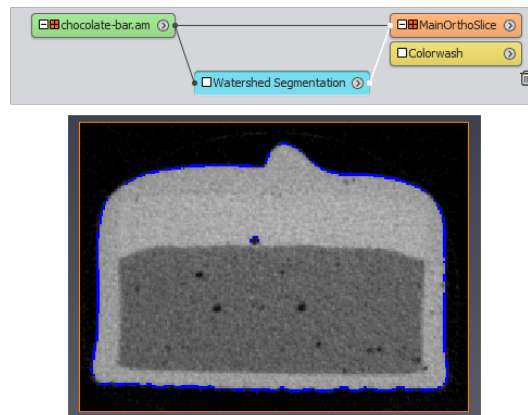 chocolate-bar.am
MainOrthoSlice
Colorwash
Watershed Segmentation